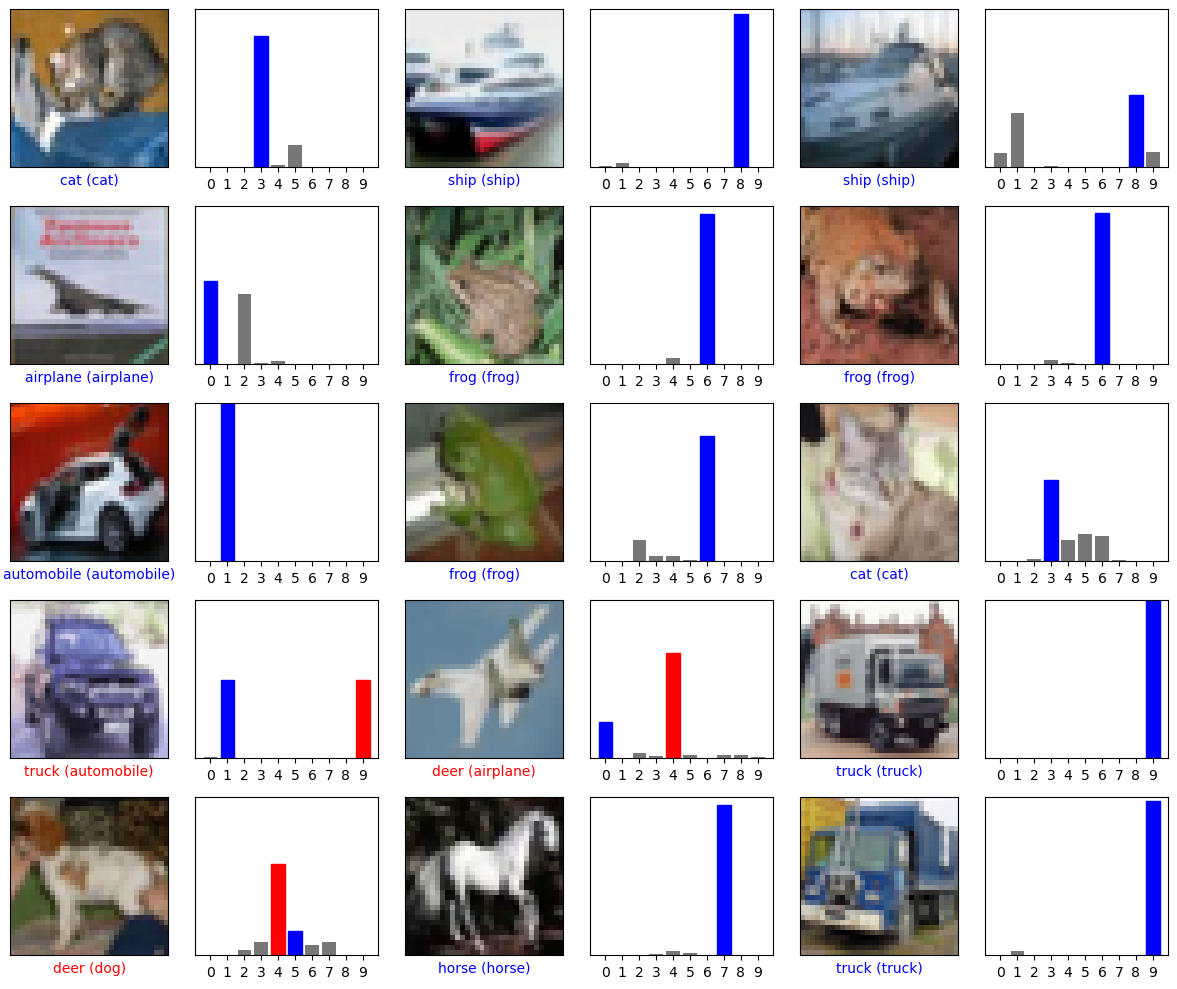 0 1 2 3 4 5 6 7 8 9 0 1 2 3 4 5 6 7 8 9 0 1 2 3 4 5 6 7 8 9
cat (cat) ship (ship) ship (ship)
0 1 2 3 4 5 6 7 8 9 0 1 2 3 4 5 6 7 8 9 0 1 2 3 4 5 6 7 8 9
airplane (airplane) frog (frog) frog (frog)
0 1 2 3 4 5 6 7 8 9 0 1 2 3 4 5 6 7 8 9 0 1 2 3 4 5 6 7 8 9
automobile (automobile) frog (frog) cat (cat)
0 1 2 3 4 5 6 7 8 9 0 1 2 3 4 5 6 7 8 9 0 1 2 3 4 5 6 7 8 9
truck (automobile) deer (airplane) truck (truck)
0 1 2 3 4 5 6 7 8 9 0 1 2 3 4 5 6 7 8 9 0 1 2 3 4 5 6 7 8 9
deer (dog) horse (horse) truck (truck)